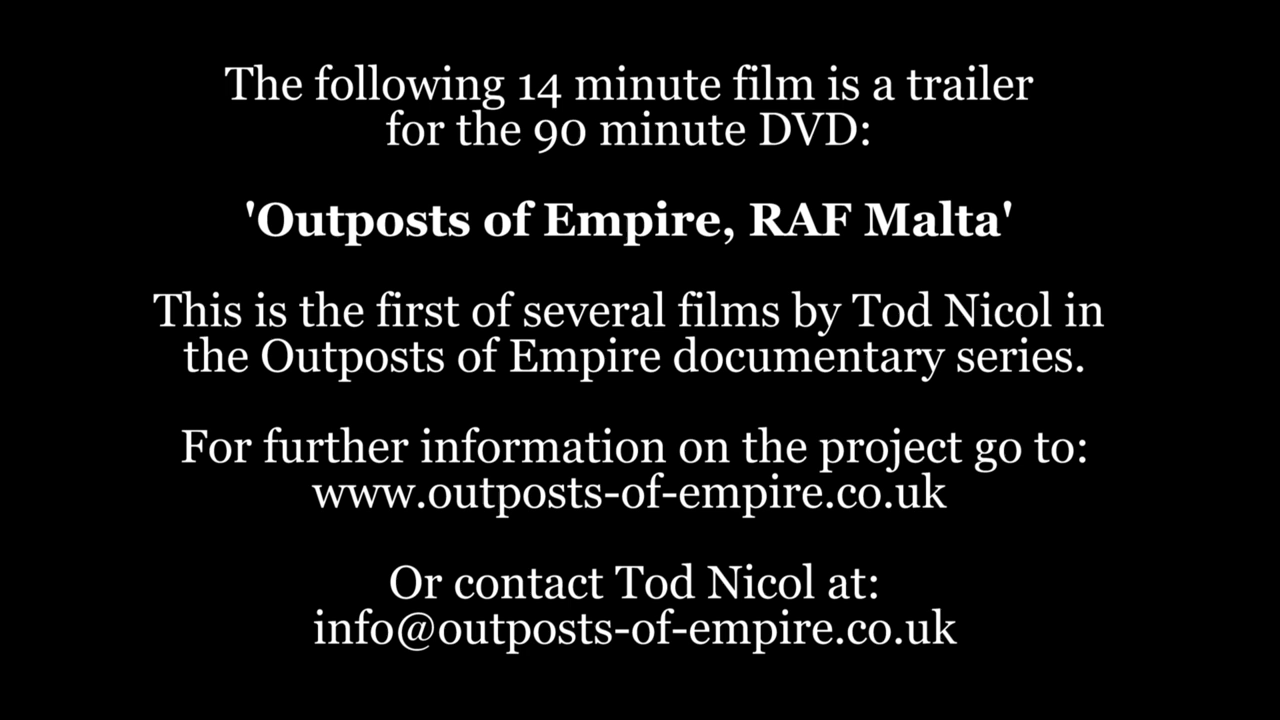 The following 14 minute film is a trailer
for the 90 minute DVD:
'Outposts of Empire, RAF Malta'
This is the first of several films by Tod Nicol in
the Outposts of Empire documentary series.
For further information on the project go to:
www.outposts-of-empire.co.uk
Or contact Tod Nicol at:
info@outposts-of-empire.co.uk